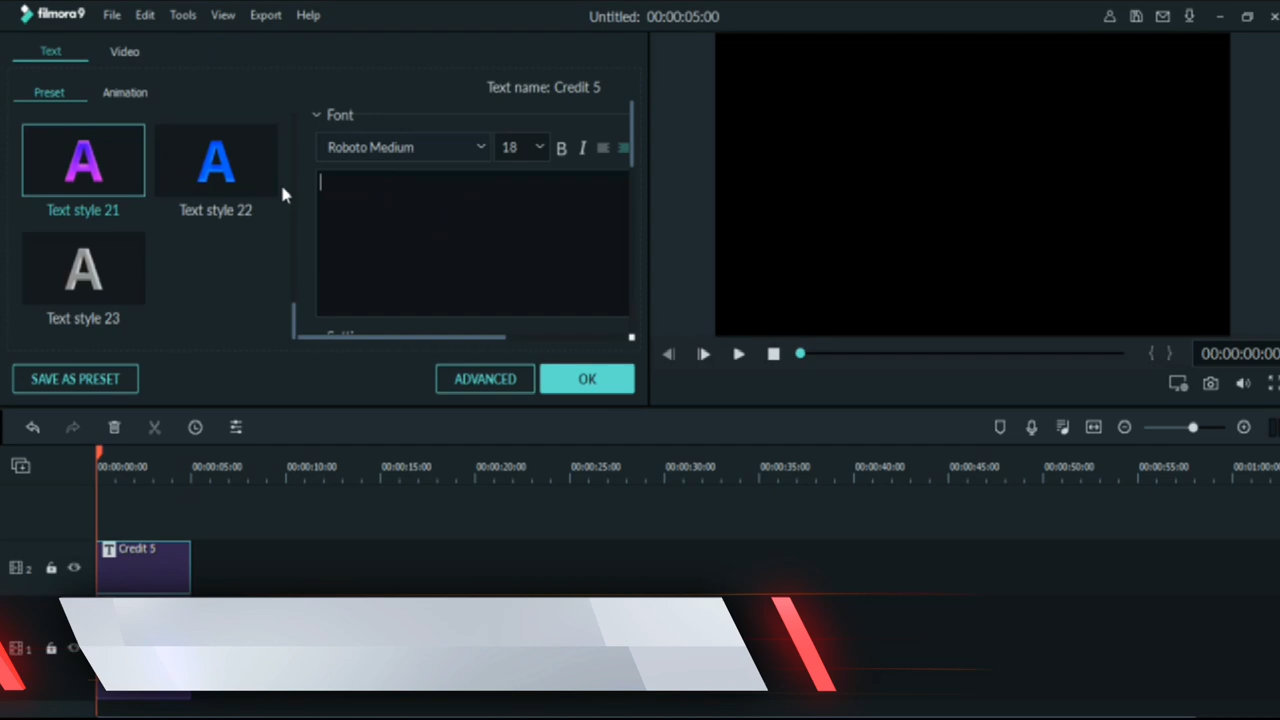 filmora9 File Edit Tools View Export Help Untitled: 00:00:05:00
Text Video
Preset Animation Text name: Credit 5
Font
Roboto Medium 18 B I
A A
Text style 21 Text style 22
A
Text style 23
SAVE AS PRESET ADVANCED OK
{ } 00:00:00:00
00:00:00:00 00:00:05:00 00:00:10:00 00:00:15:00 00:00:20:00 00:00:25:00 00:00:30:00 00:00:35:00 00:00:40:00 00:00:45:00 00:00:50:00 00:00:55:00 00:01:00:00
T Credit 5
2
1